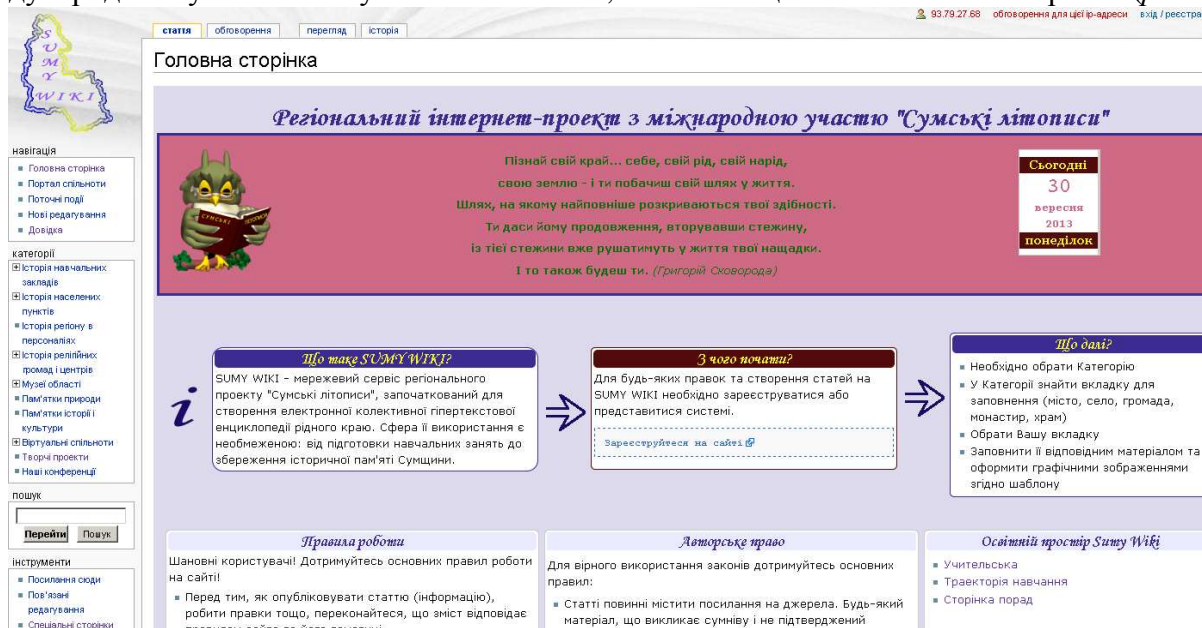 93.79.27.68 обговорення для цієї ip-адреси вхід / реєстра
стаття обговорення перегляд історія
SUMY
WIKI
Головна сторінка
Регіональний інтернет-проект з міжнародною участю "Сумські літописи"
СУМСЬКІ ЛІТОПИСИ
Пізнай свій край... себе, свій рід, свій нарід,
свою землю - і ти побачиш свій шлях у життя.
Шлях, на якому найповніше розкриваються твої здібності.
Ти даси йому продовження, вторувавши стежину,
із тієї стежини вже рушатимуть у життя твої нащадки.
І то також будеш ти. (Григорій Сковорода)
Сьогодні
30
вересня
2013
понеділок
навігація
Головна сторінка
Портал спільноти
Поточні події
Нові редагування
Довідка
категорії
Історія навчальних
закладів
Історія населених
пунктів
Історія регіону в
персоналіях
Історія релігійних
громад і центрів
Музеї області
Пам'ятки природи
Пам'ятки історії і
культури
Віртуальні спільноти
Творчі проекти
Наші конференції
пошук
Перейти Пошук
інструменти
Посилання сюди
Пов'язані
редагування
Спеціальні сторінки
Що таке SUMY WIKI?
SUMY WIKI – мережевий сервіс регіонального
проекту "Сумські літописи", започаткований для
створення електронної колективної гіпертекстової
енциклопедії рідного краю. Сфера її використання є
необмеженою: від підготовки навчальних занять до
збереження історичної пам'яті Сумщини.
З чого почати?
Для будь-яких правок та створення статей на
SUMY WIKI необхідно зареєструватися або
представитися системі.
Зареєструйтеся на сайті
Що далі?
Необхідно обрати Категорію
У Категорії знайти вкладку для
заповнення (місто, село, громада,
монастир, храм)
Обрати Вашу вкладку
Заповнити її відповідним матеріалом та
оформити графічними зображеннями
згідно шаблону
Правила роботи
Шановні користувачі! Дотримуйтесь основних правил роботи
на сайті!
Перед тим, як опубліковувати статтю (інформацію),
робити правки тощо, переконайтеся, що зміст відповідає
Авторське право
Для вірного використання законів дотримуйтесь основних
правил:
Статті повинні містити посилання на джерела. Будь-який
матеріал, що викликає сумніву і не підтверджений
Освітній простір Sumy Wiki
Учительська
Траекторія навчання
Сторінка порад